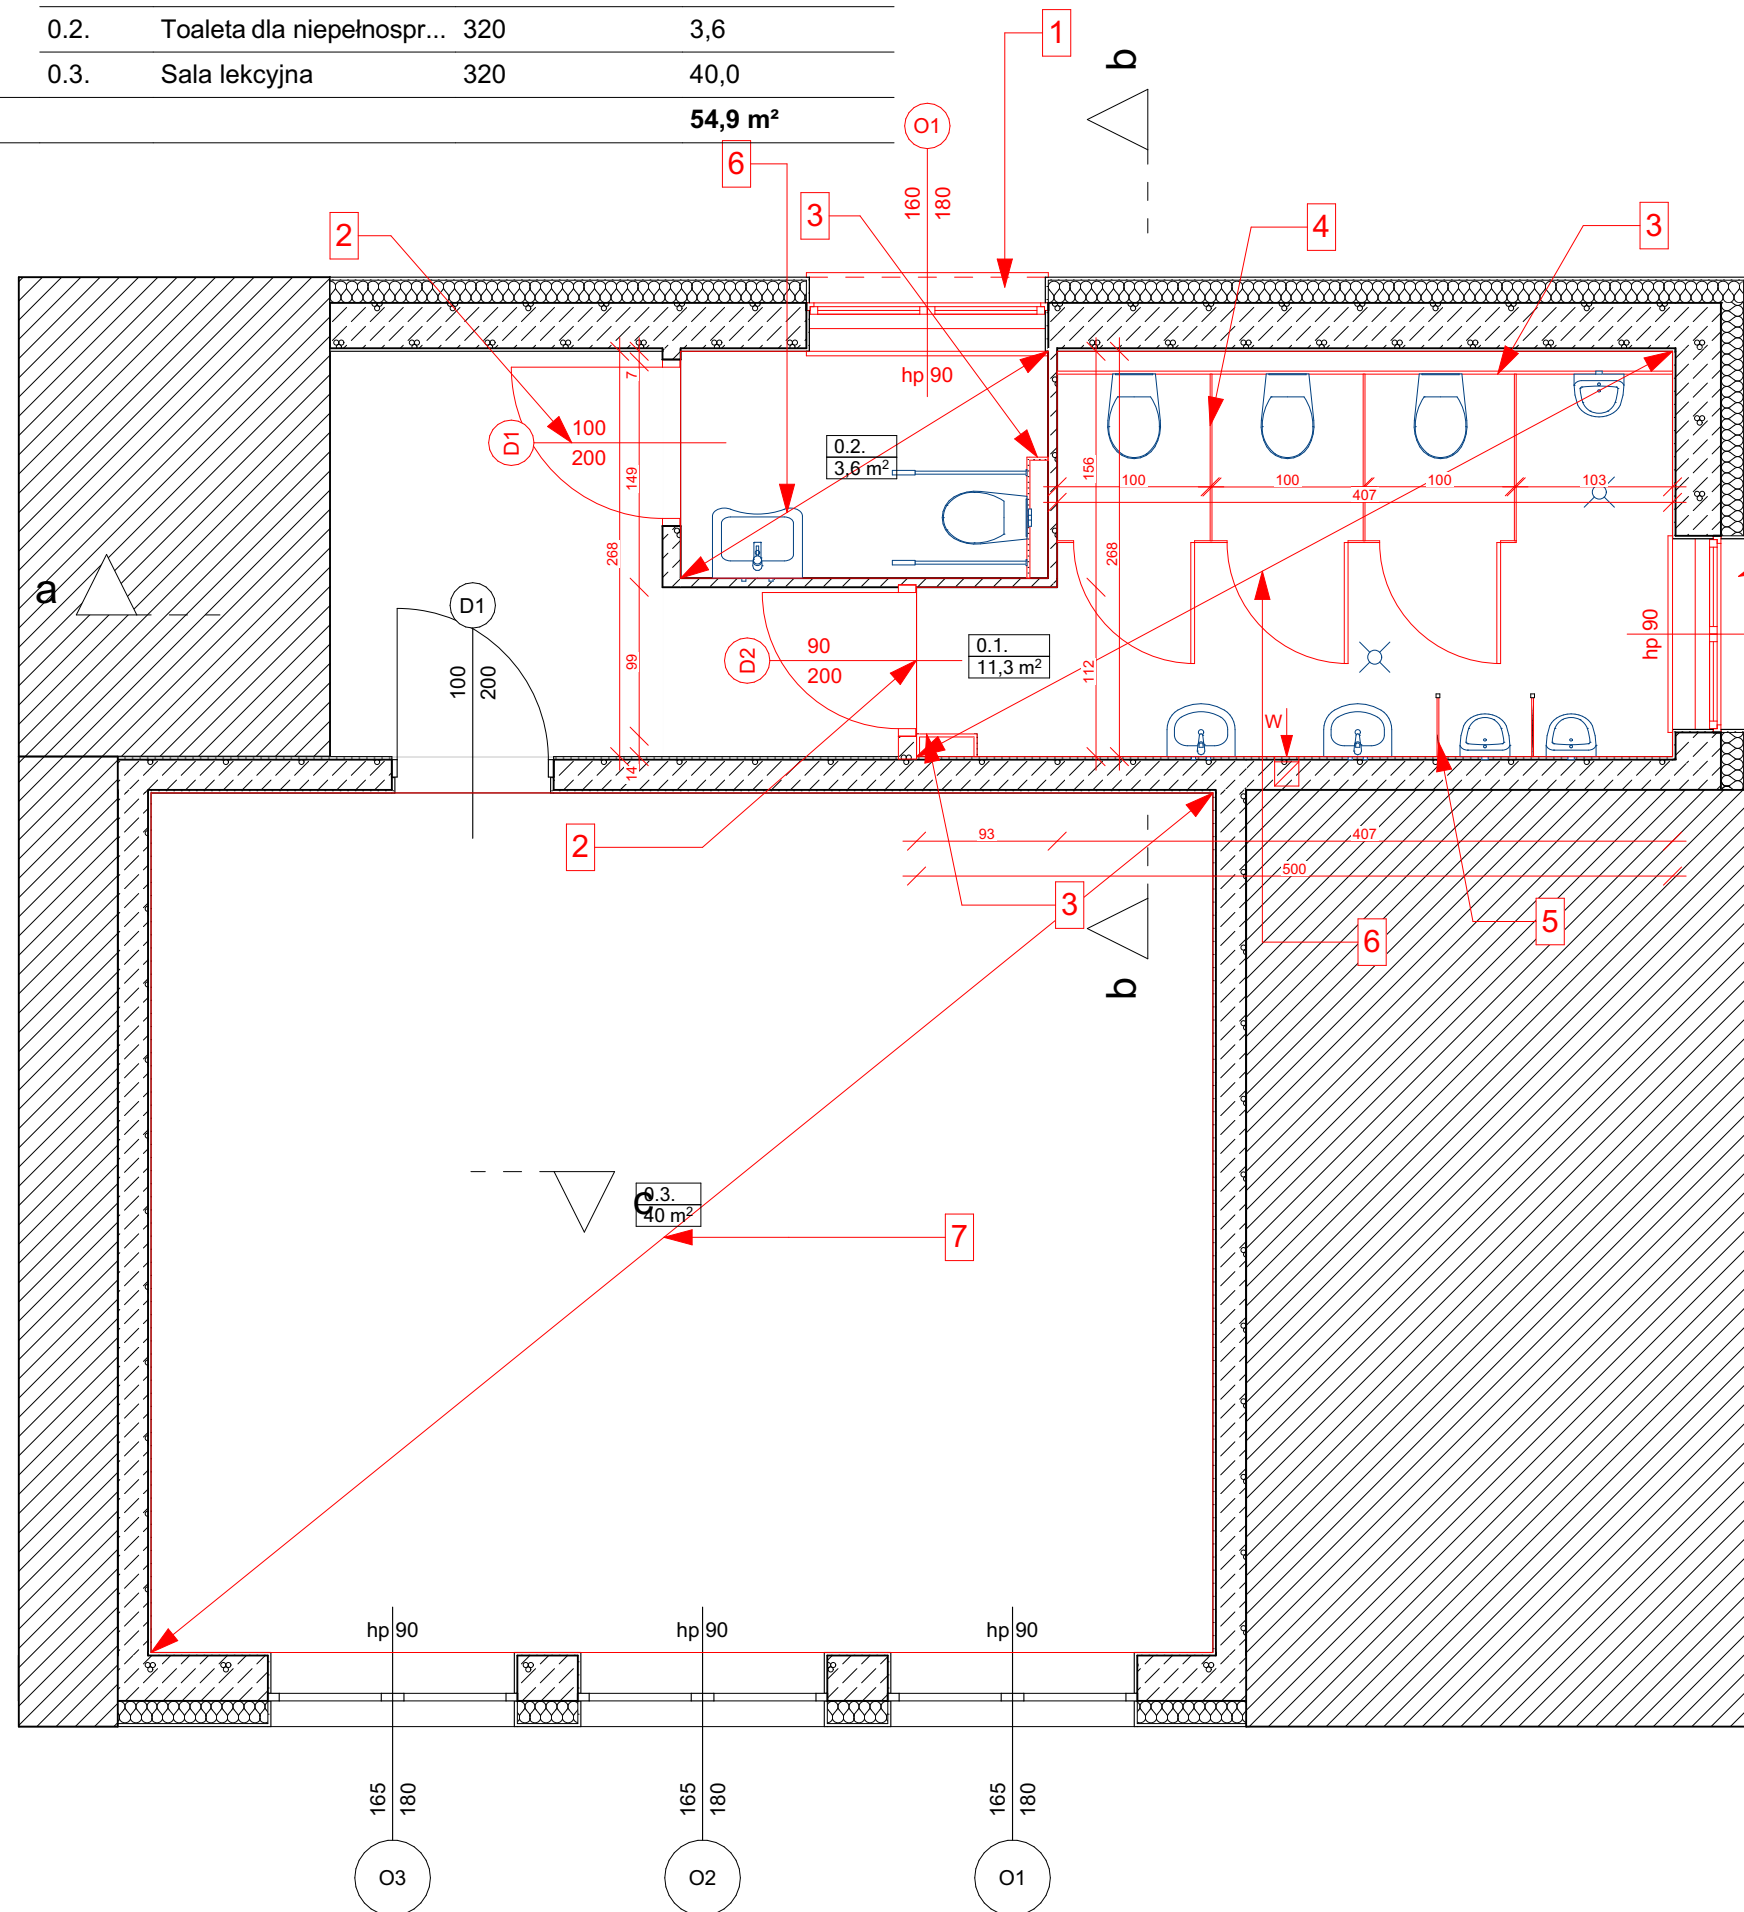 0.2. Toaleta dla niepełnospr... 320 3,6
0.3. Sala lekcyjna 320 40,0
54,9 m²
1
b
O1
160
180
6
3
2
4
3
hp 90
7
D1
100
200
0.2.
3,6 m²
149
156
100
100
100
103
407
268
268
a
D1
100
200
D2
90
200
0.1.
11,3 m²
99
112
hp 90
W
14
2
93
407
500
3
5
6
b
c
0.3.
40 m²
7
hp 90
hp 90
hp 90
165
180
165
180
165
180
O3
O2
O1